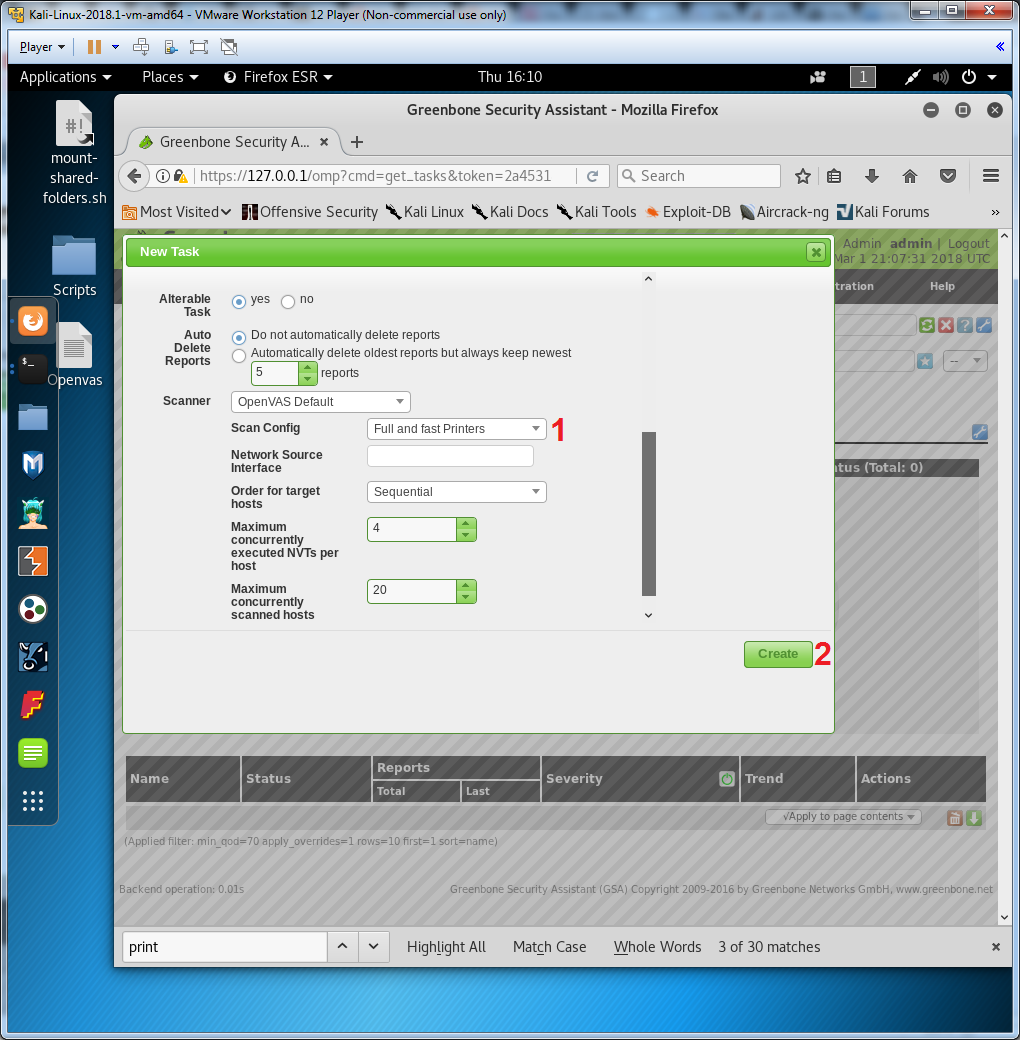 Kali-Linux-2018.1-vm-amd64 - VMware Workstation 12 Player (Non-commercial use only)
Player
Applications Places Firefox ESR Thu 16:10 1
Greenbone Security Assistant - Mozilla Firefox
Greenbone Security A...
https://127.0.0.1/omp?cmd=get_tasks&token=2a4531 Search
Most Visited Offensive Security Kali Linux Kali Docs Kali Tools Exploit-DB Aircrack-ng Kali Forums »
#!
mount-
shared-
folders.sh
Scripts
>_
Openvas
Admin admin | Logout
Mar 1 21:07:31 2018 UTC
tration Help
--
atus (Total: 0)
New Task
Alterable
Task
yes no
Auto
Delete
Reports
Do not automatically delete reports
Automatically delete oldest reports but always keep newest
5 reports
Scanner OpenVAS Default
Scan Config Full and fast Printers 1
Network Source
Interface
Order for target
hosts
Sequential
Maximum
concurrently
executed NVTs per
host
4
Maximum
concurrently
scanned hosts
20
Create 2
Name Status Reports Severity Trend Actions
Total Last
√Apply to page contents
(Applied filter: min_qod=70 apply_overrides=1 rows=10 first=1 sort=name)
Backend operation: 0.01s Greenbone Security Assistant (GSA) Copyright 2009-2016 by Greenbone Networks GmbH, www.greenbone.net
print Highlight All Match Case Whole Words 3 of 30 matches